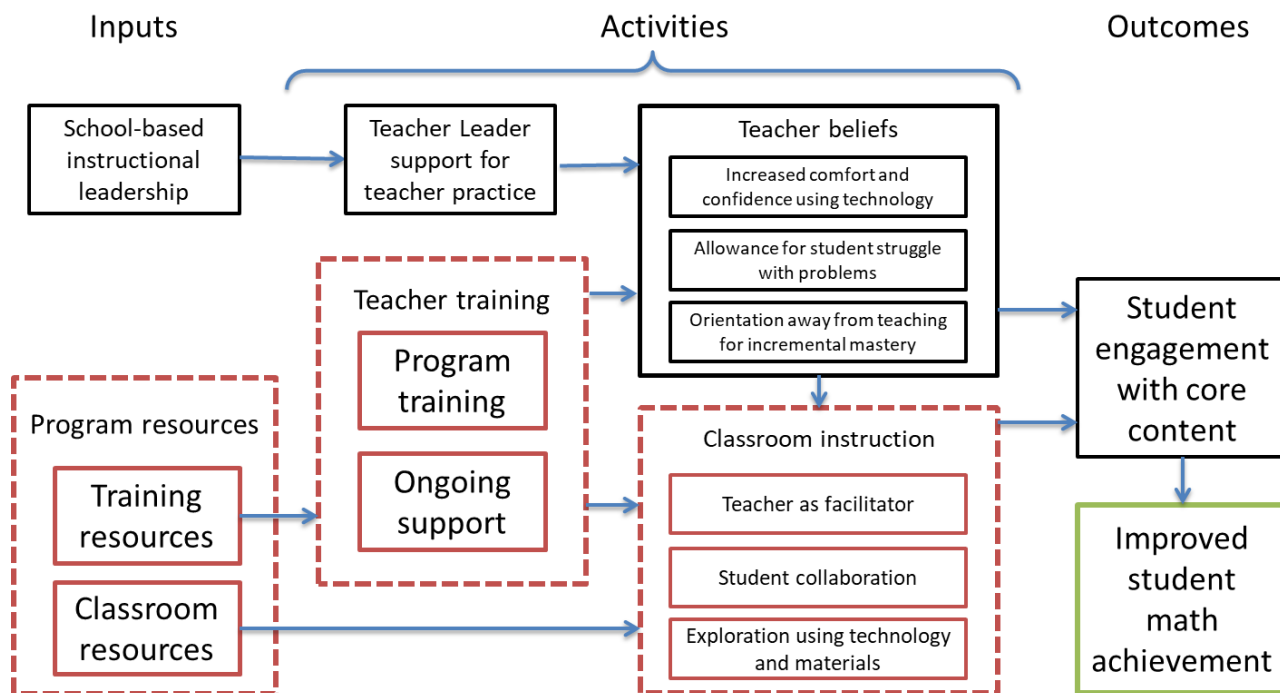 Inputs
Activities
Outcomes
School-based
instructional
leadership
Teacher Leader
support for
teacher practice
Teacher beliefs
Increased comfort and
confidence using technology
Allowance for student struggle
with problems
Orientation away from teaching
for incremental mastery
Teacher training
Program
training
Ongoing
support
Program resources
Training
resources
Classroom
resources
Classroom instruction
Teacher as facilitator
Student collaboration
Exploration using technology
and materials
Student
engagement
with core
content
Improved
student
math
achievement